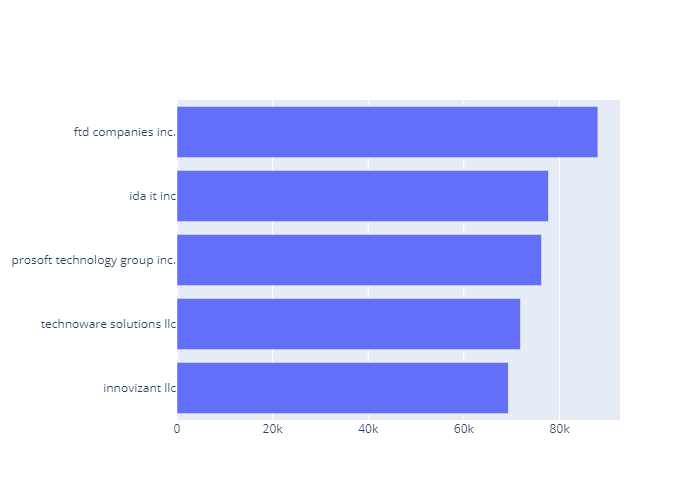 ftd companies inc.
ida it inc
prosoft technology group inc.
technoware solutions llc
innovizant llc
0 20k 40k 60k 80k